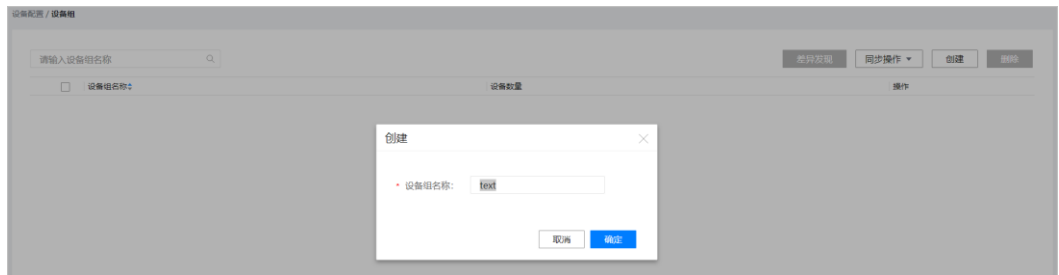 设备配置 / 设备组
请输入设备组名称
差异发现 同步操作 创建 删除
设备组名称 设备数量 操作
创建
* 设备组名称: text
取消 确定